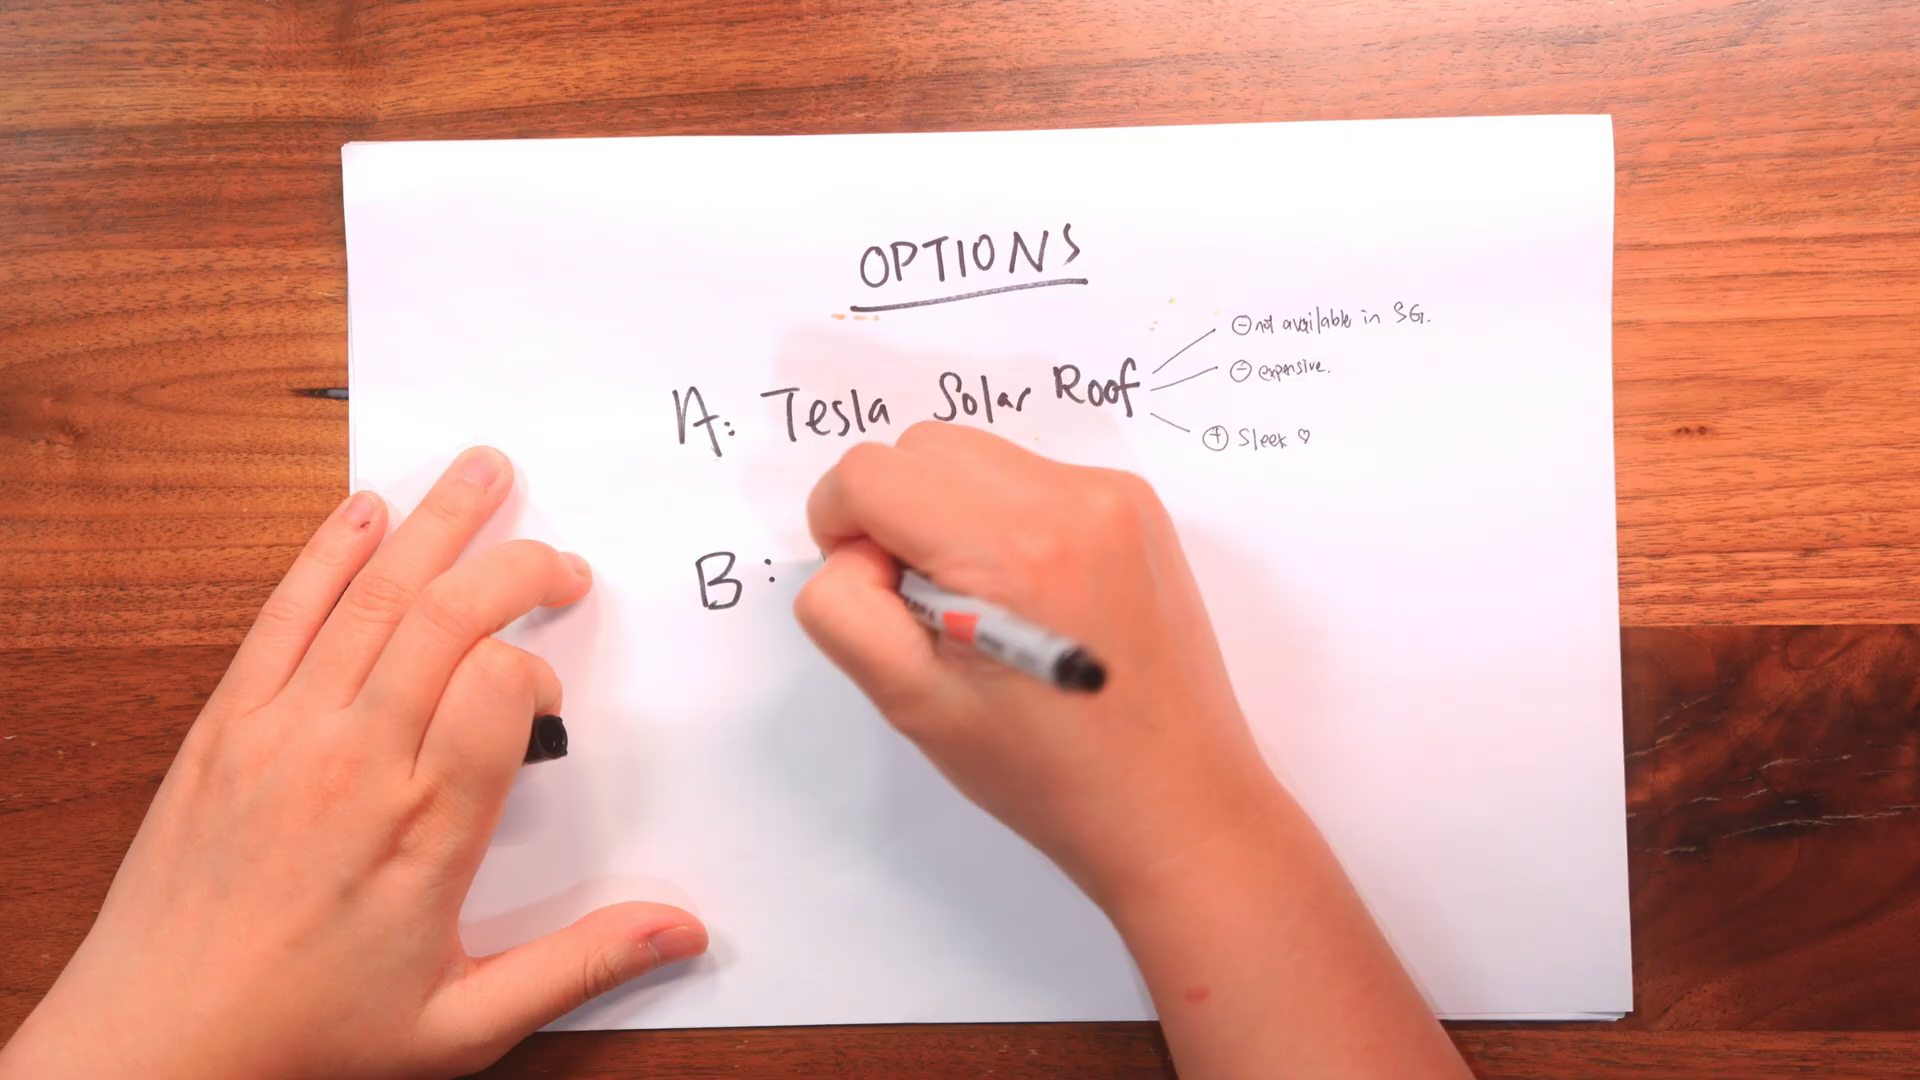 OPTIONS
A: Tesla Solar Roof
⊖ not available in SG.
⊖ expensive.
⊕ Sleek ♡
B: